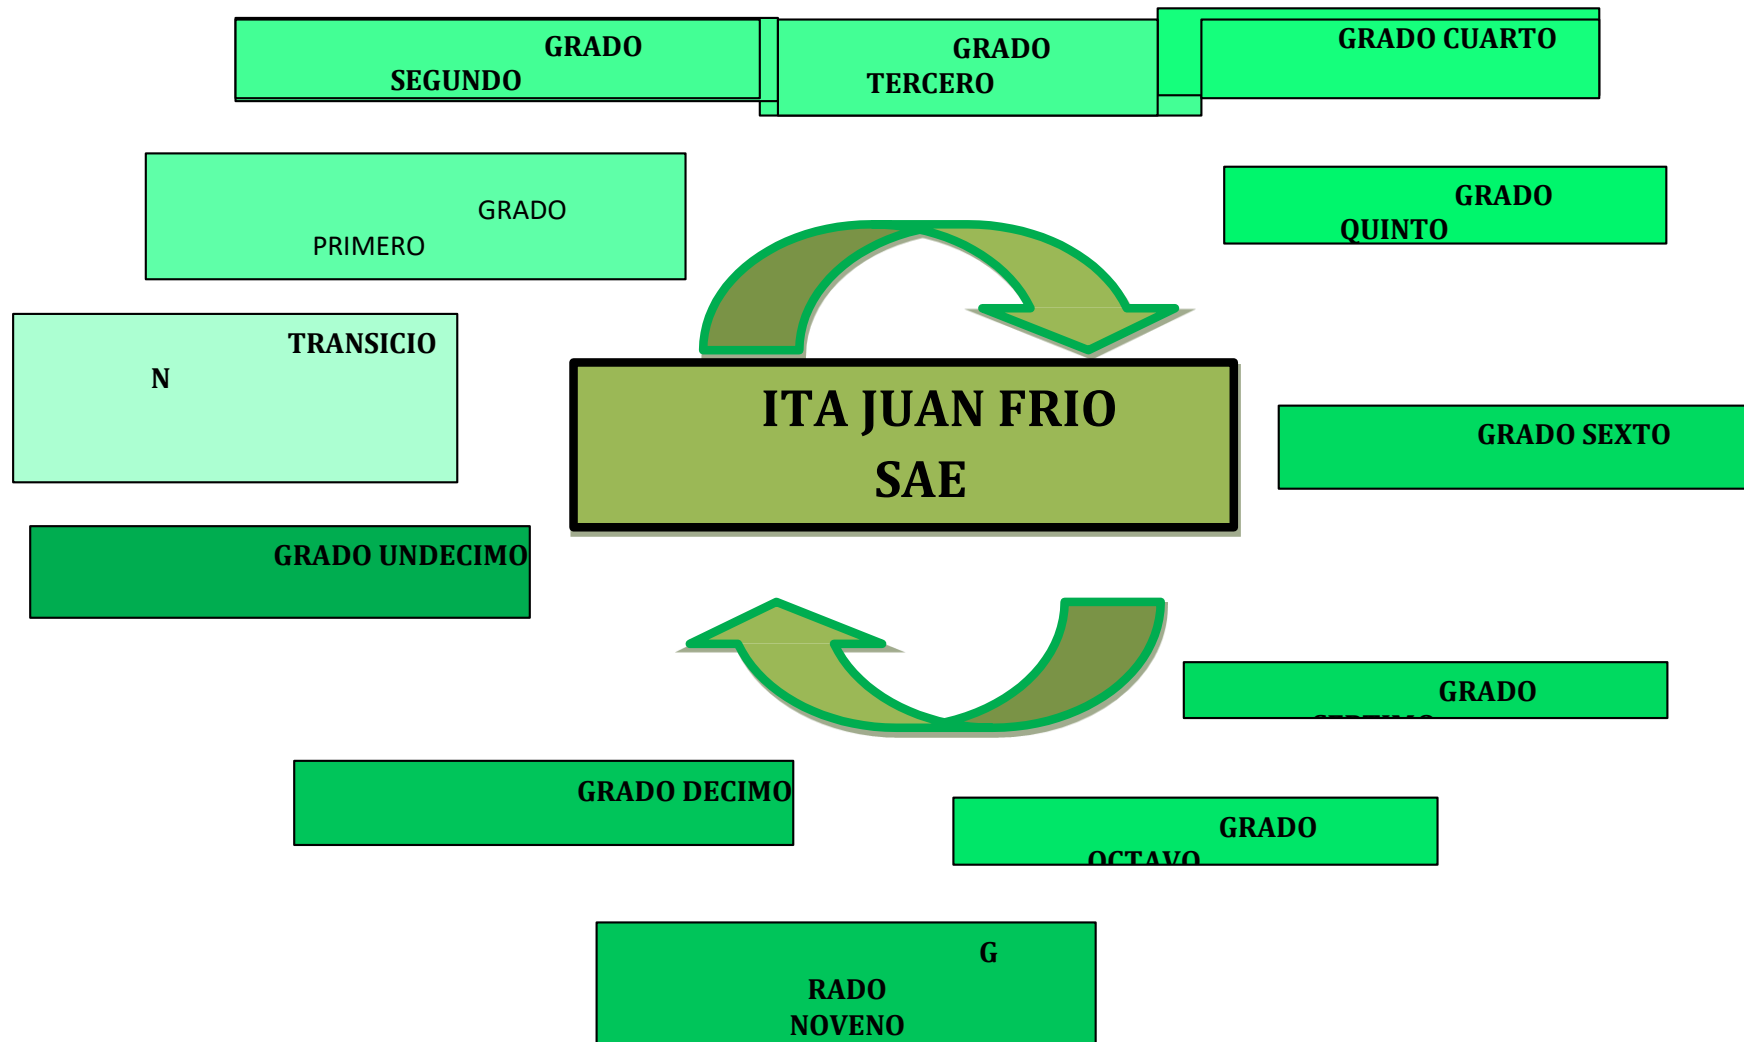 GRADO
SEGUNDO
GRADO
TERCERO
GRADO CUARTO
GRADO
PRIMERO
GRADO
QUINTO
TRANSICIO
N
ITA JUAN FRIO
SAE
GRADO SEXTO
GRADO UNDECIMO
GRADO
GRADO DECIMO
GRADO
OCTAVO
G
RADO
NOVENO